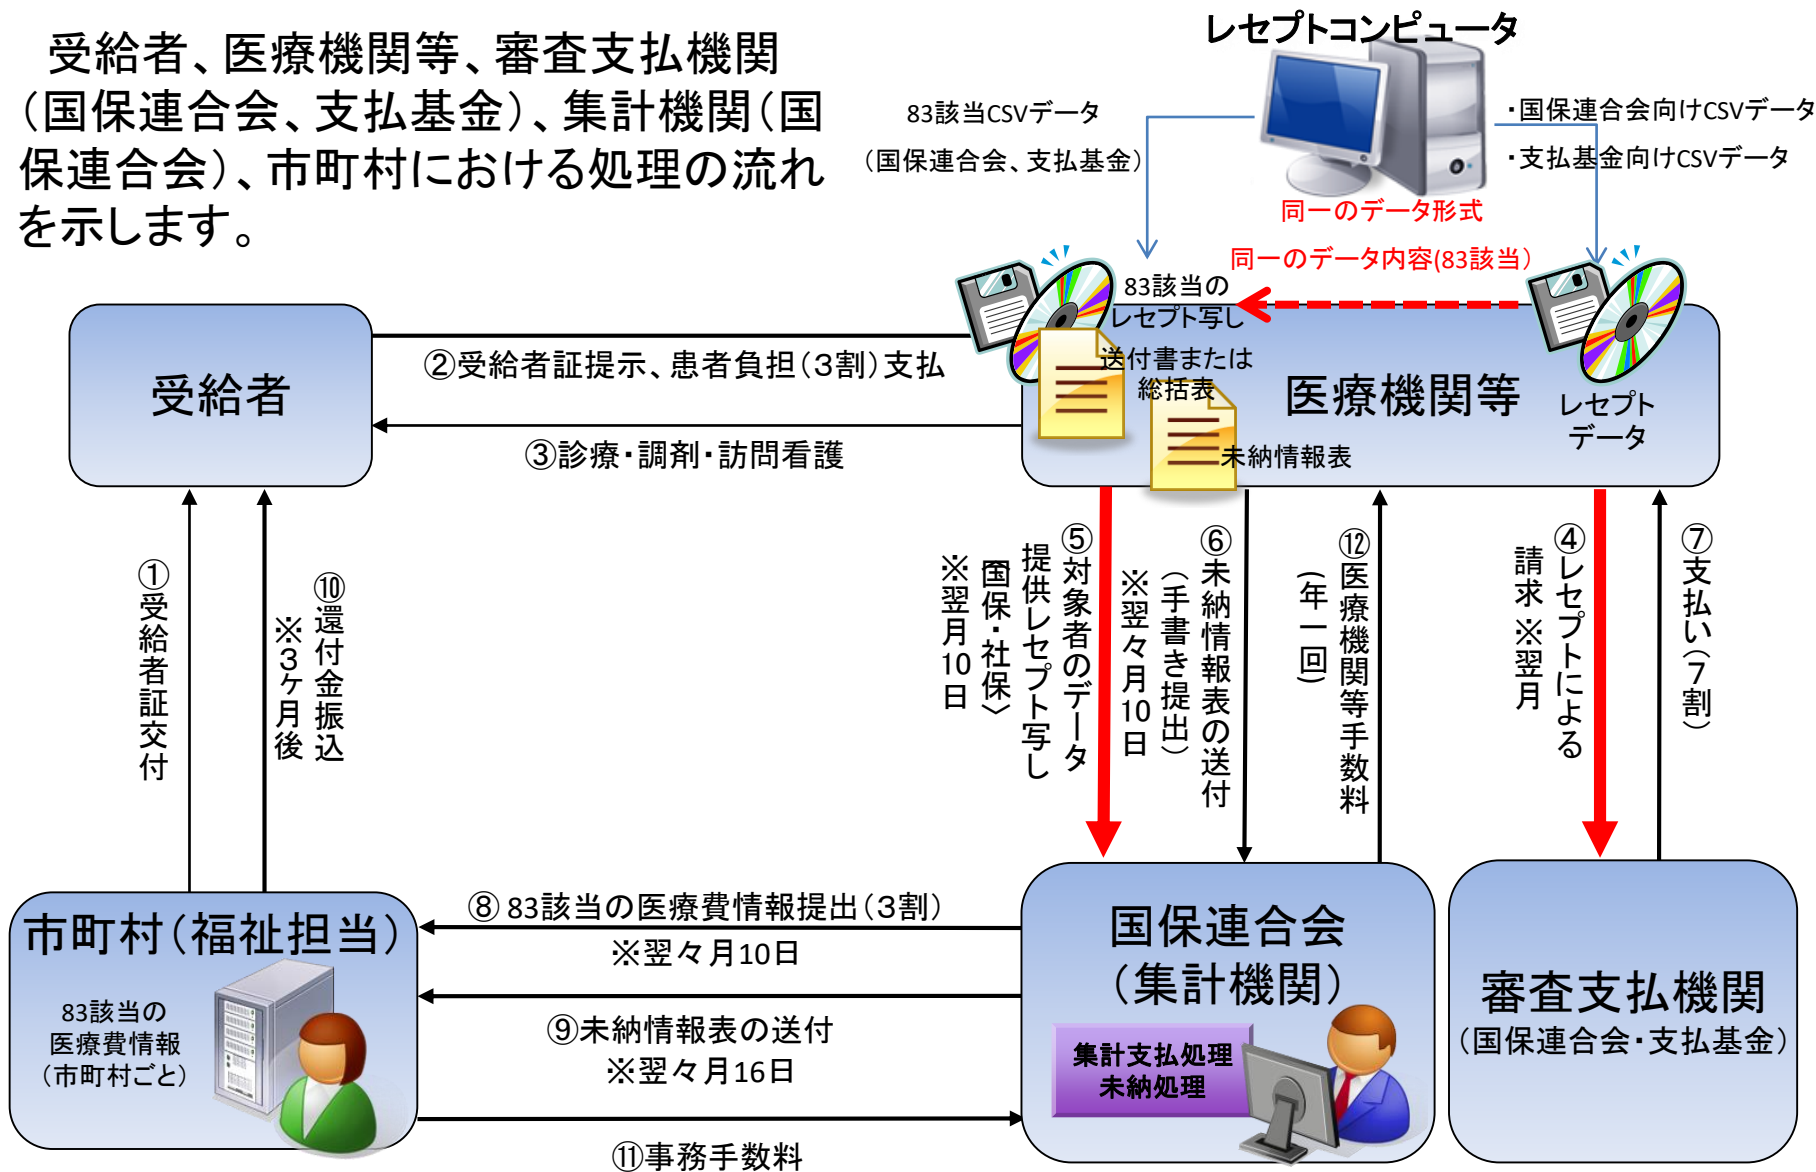 受給者、医療機関等、審査支払機関
(国保連合会、支払基金)、集計機関(国
保連合会)、市町村における処理の流れ
を示します。
レセプトコンピュータ
83該当CSVデータ
(国保連合会、支払基金)
・国保連合会向けCSVデータ
・支払基金向けCSVデータ
同一のデータ形式
同一のデータ内容(83該当)
83該当の
レセプト写し
送付書または
総括表
未納情報表
医療機関等
レセプト
データ
受給者
②受給者証提示、患者負担(3割)支払
③診療・調剤・訪問看護
①受給者証交付
⑩還付金振込
※3ヶ月後
⑤対象者のデータ
提供レセプト写し
〈国保・社保〉
※翌月10日
⑥未納情報表の送付
(手書き提出)
※翌々月10日
⑫医療機関等手数料
(年一回)
④レセプトによる
請求※翌月
⑦支払い(7割)
市町村(福祉担当)
83該当の
医療費情報
(市町村ごと)
⑧83該当の医療費情報提出(3割)
※翌々月10日
⑨未納情報表の送付
※翌々月16日
⑪事務手数料
国保連合会
(集計機関)
集計支払処理
未納処理
審査支払機関
(国保連合会・支払基金)